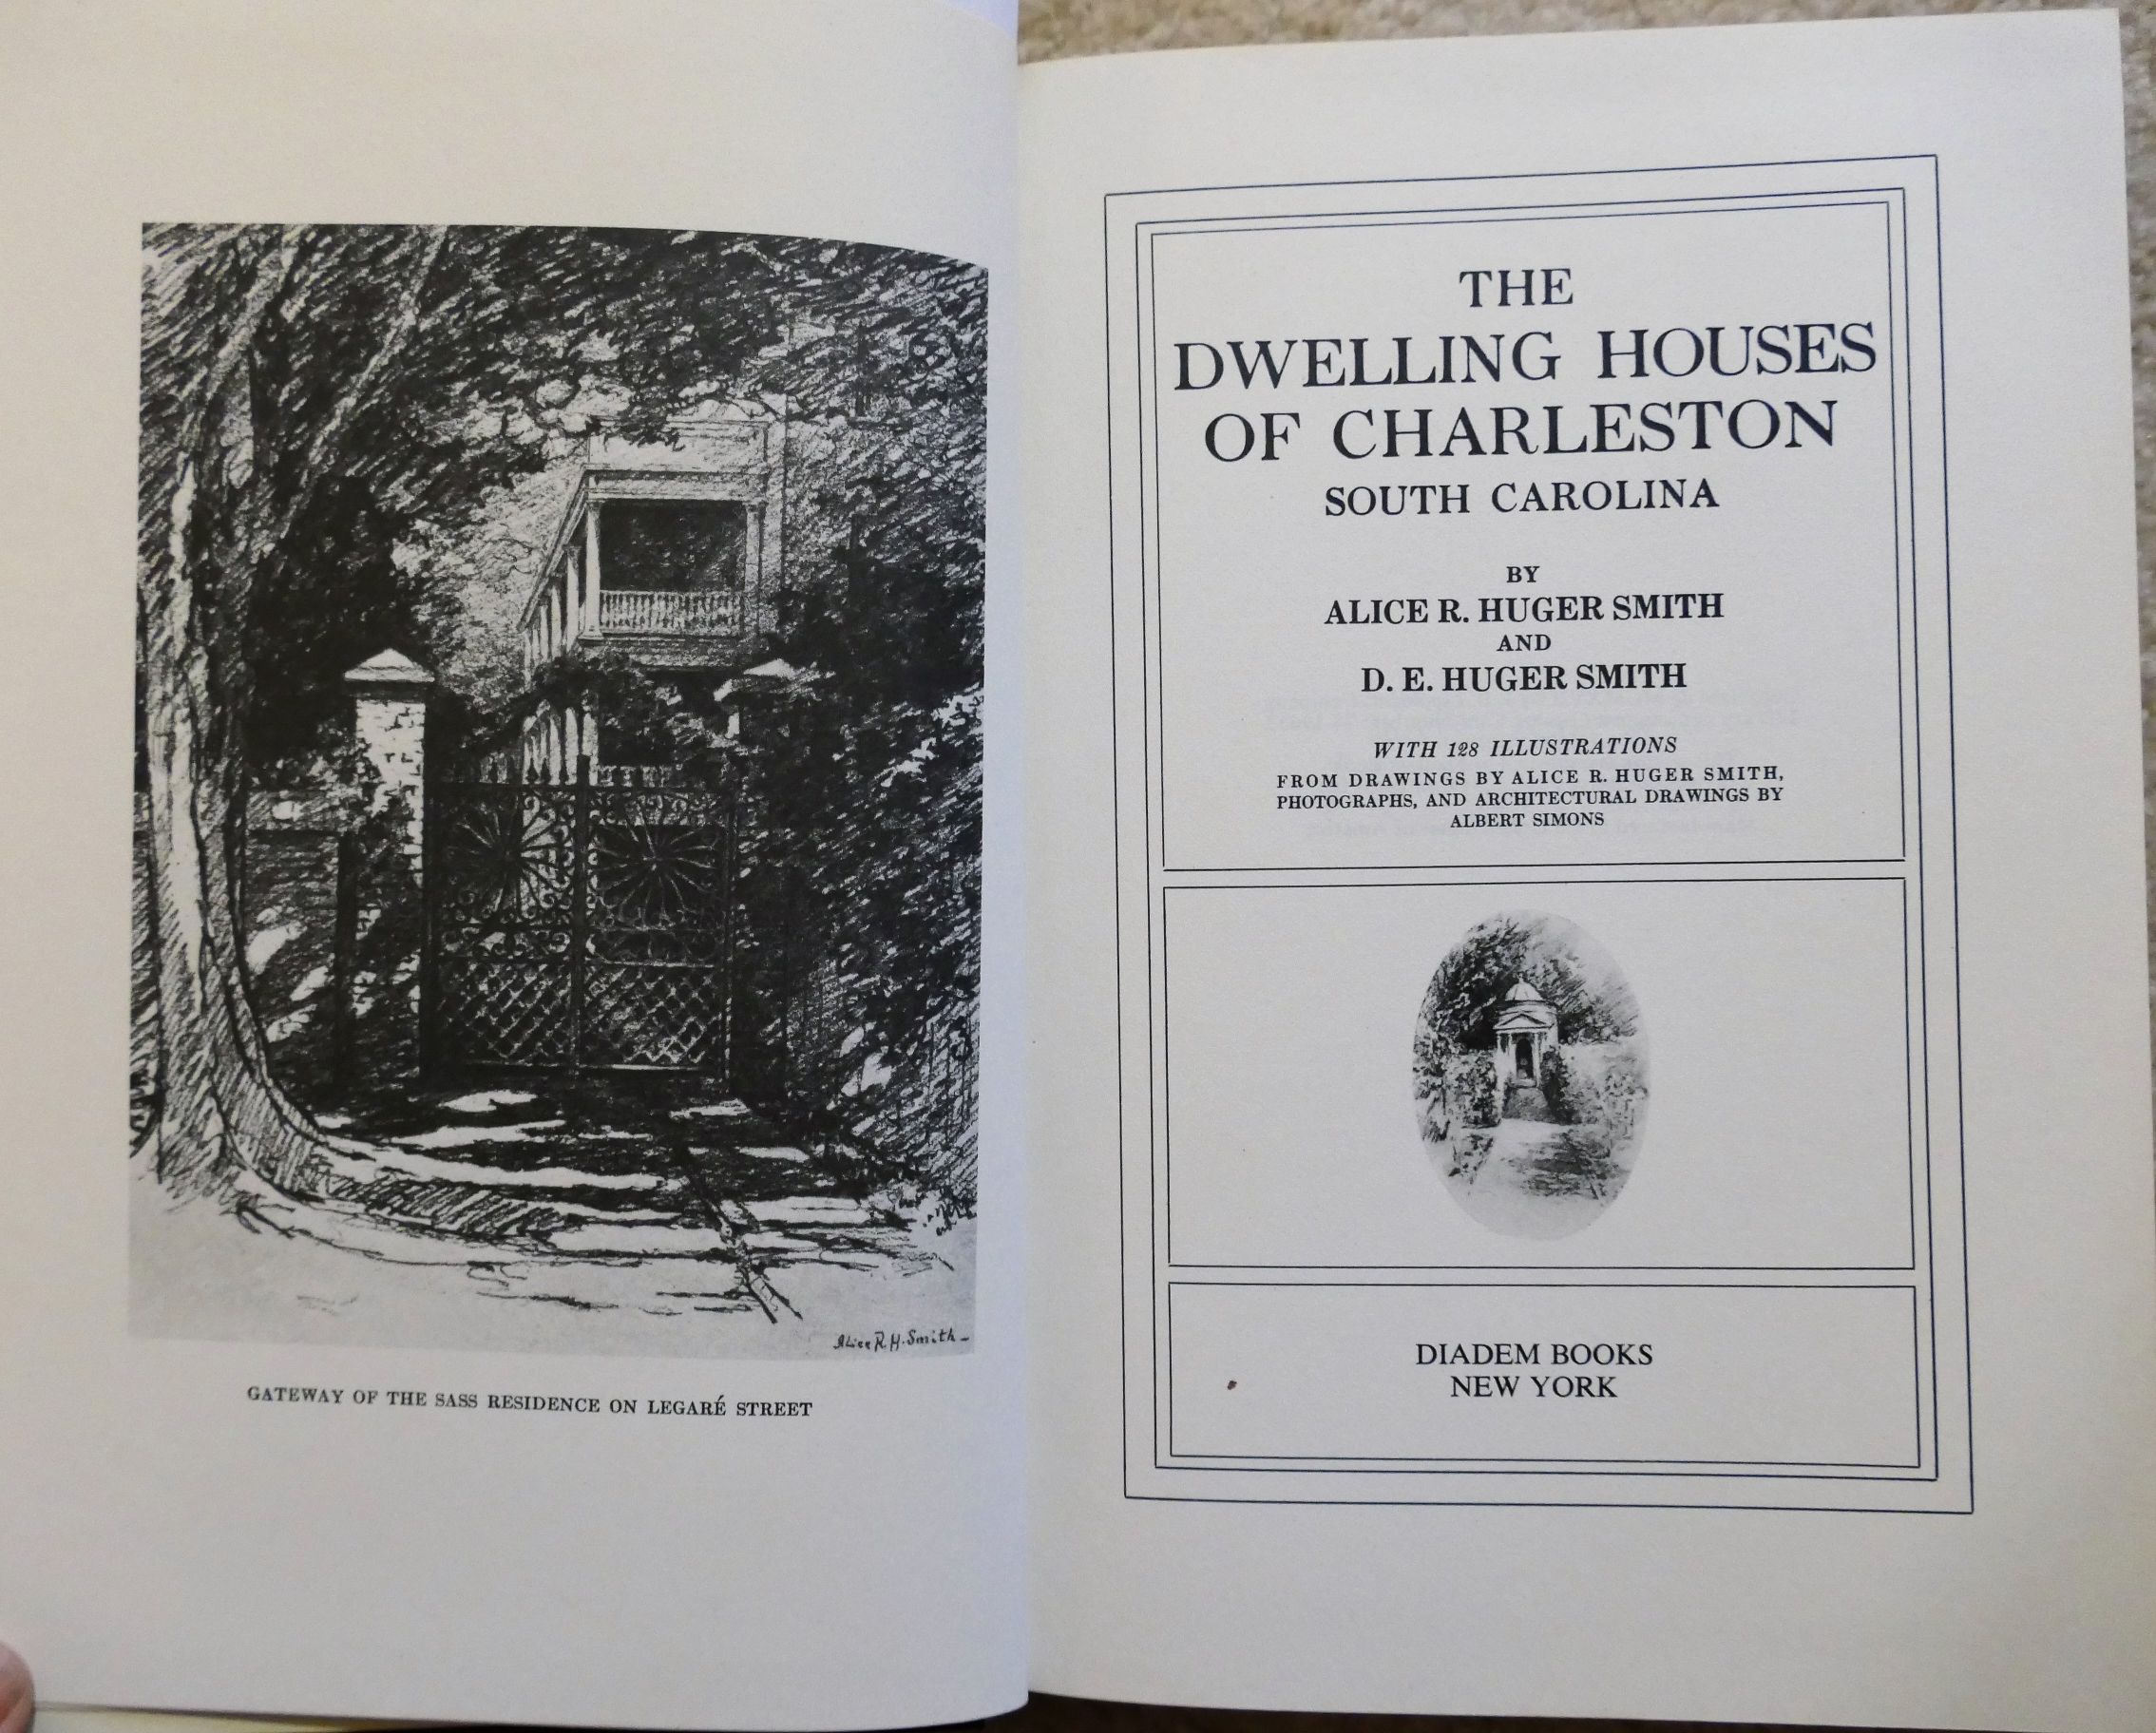 Alice R. H. Smith -
GATEWAY OF THE SASS RESIDENCE ON LEGARÉ STREET
THE
DWELLING HOUSES
OF CHARLESTON
SOUTH CAROLINA
BY
ALICE R. HUGER SMITH
AND
D. E. HUGER SMITH
WITH 128 ILLUSTRATIONS
FROM DRAWINGS BY ALICE R. HUGER SMITH,
PHOTOGRAPHS, AND ARCHITECTURAL DRAWINGS BY
ALBERT SIMONS
DIADEM BOOKS
NEW YORK